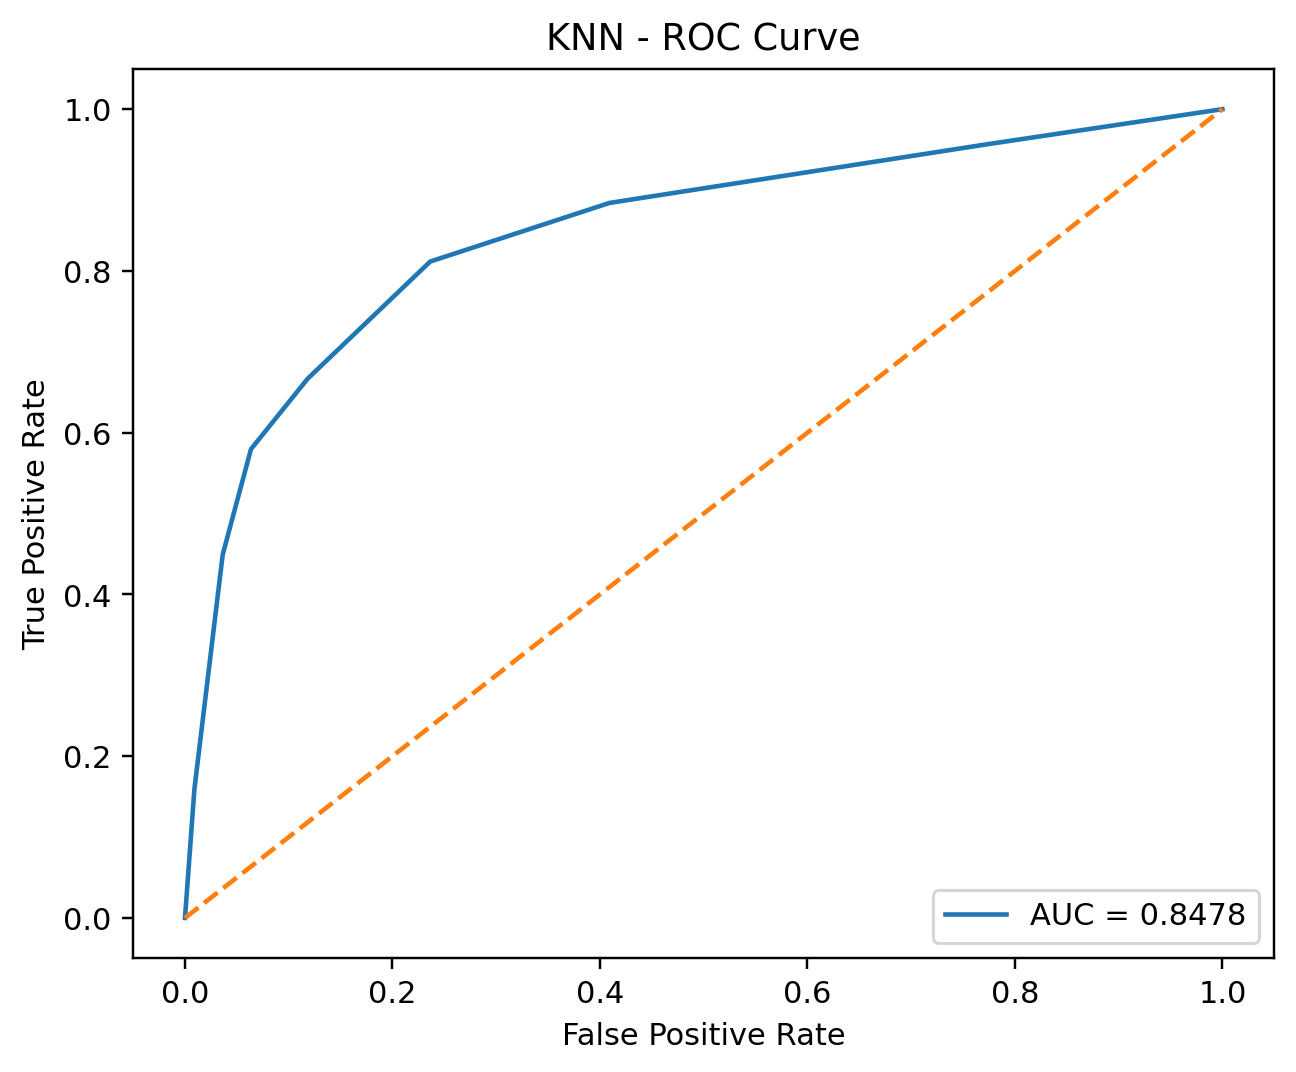 KNN - ROC Curve
1.0
0.8
0.6
0.4
0.2
0.0
True Positive Rate
AUC = 0.8478
0.0 0.2 0.4 0.6 0.8 1.0
False Positive Rate